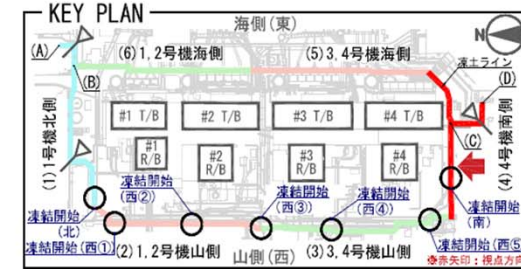 KEY PLAN
海側(東)
N
(A)
(6)1,2号機海側
(5)3,4号機海側
凍土ライン
(B)
(D)
(1)1号機北側
#1 T/B
#2 T/B
#3 T/B
#4 T/B
(C)
#1
R/B
#2
R/B
#3
R/B
#4
R/B
(4)4号機南側
凍結開始
(西②)
凍結開始
(西③)
凍結開始
(西④)
凍結開始
(南)
凍結開始
(北)
凍結開始(西①)
(2)1,2号機山側
(3)3,4号機山側
凍結開始(西⑤)
山側(西)
※赤矢印：視点方向